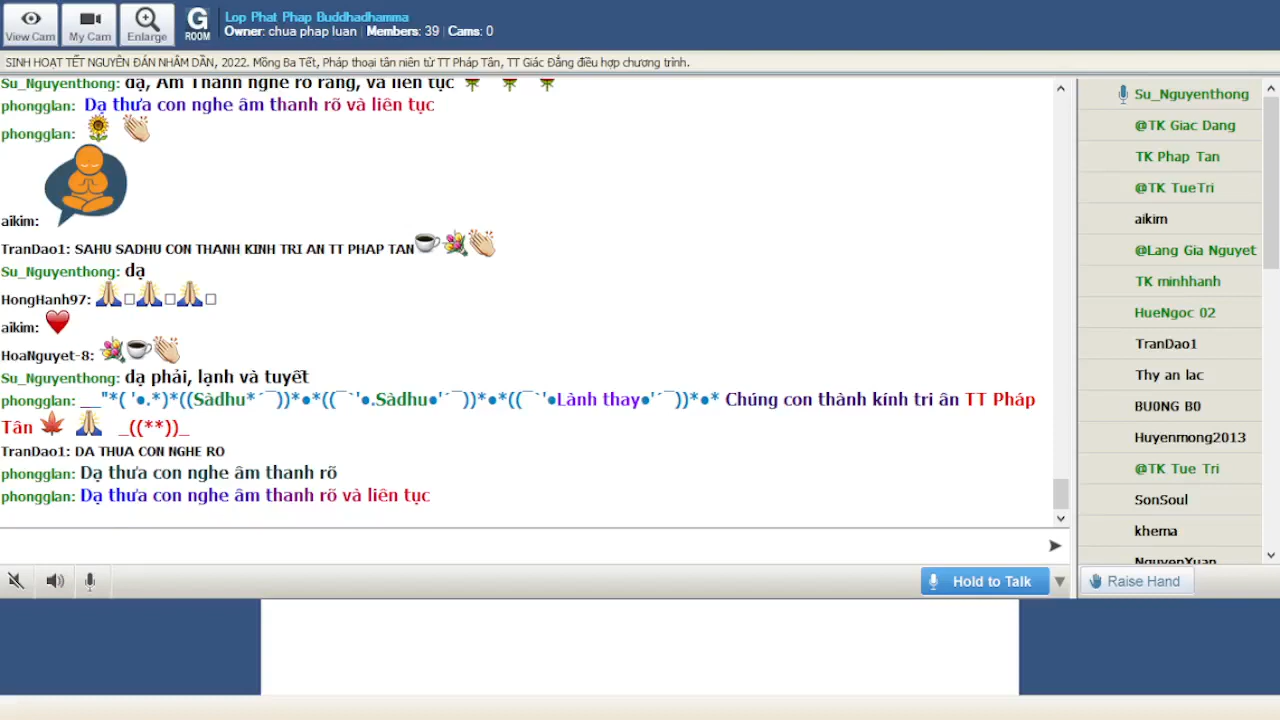 View Cam
My Cam
Enlarge
G
ROOM
Lop Phat Phap Buddhadhamma
Owner: chua phap luan | Members: 39 | Cams: 0
SINH HOẠT TẾT NGUYÊN ĐÁN NHÂM DẦN, 2022. Mồng Ba Tết, Pháp thoại tân niên từ TT Pháp Tân, TT Giác Đẳng điều hợp chương trình.
Su_Nguyenthong: dạ, Âm Thanh nghe rõ ràng, và liên tục
phongglan: Dạ thưa con nghe âm thanh rõ và liên tục
phongglan:
aikim:
TranDao1: SAHU SADHU CON THANH KINH TRI AN TT PHAP TAN
Su_Nguyenthong: dạ
HongHanh97:
aikim:
HoaNguyet-8:
Su_Nguyenthong: dạ phải, lạnh và tuyết
phongglan: __"*( '●.*)*((Sàdhu*´¯))*●*((¯`'●.Sàdhu●'´¯))*●*((¯`'●Lành thay●'´¯))*●* Chúng con thành kính tri ân TT Pháp
Tân _((**))_
TranDao1: DA THUA CON NGHE RO
phongglan: Dạ thưa con nghe âm thanh rõ
phongglan: Dạ thưa con nghe âm thanh rõ và liên tục
Hold to Talk
Su_Nguyenthong
@TK Giac Dang
TK Phap Tan
@TK TueTri
aikim
@Lang Gia Nguyet
TK minhhanh
HueNgoc 02
TranDao1
Thy an lac
BU0NG B0
Huyenmong2013
@TK Tue Tri
SonSoul
khema
NguyenXuan
Raise Hand